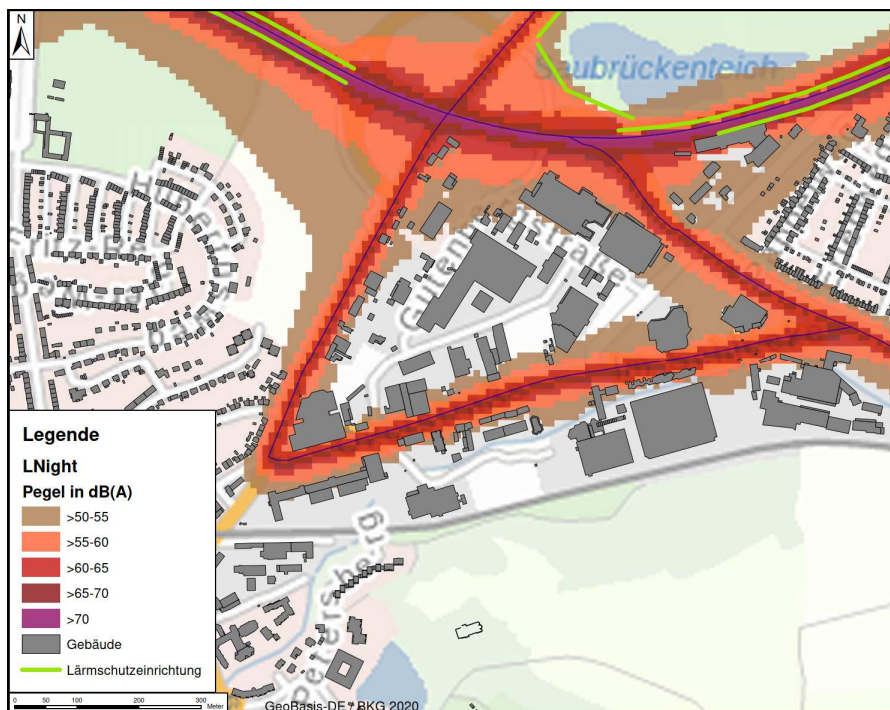 N
Saubrückenteich
Gutenbergstraße
Legende
LNight
Pegel in dB(A)
>50-55
>55-60
>60-65
>65-70
>70
Gebäude
Lärmschutzeinrichtung
Petersberg
0 50 100 200 300
Meter
GeoBasis-DE / BKG 2020